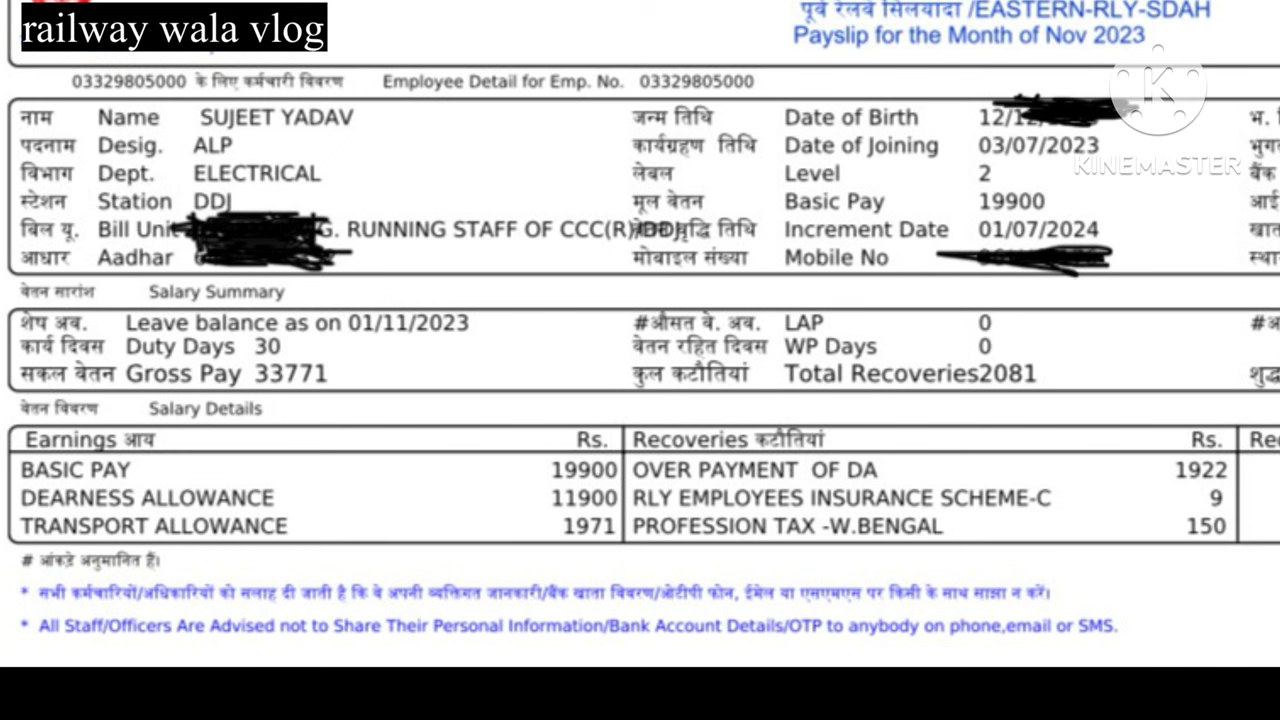 railway wala vlog
पूर्व रेलवे सियालदा /EASTERN-RLY-SDAH
Payslip for the Month of Nov 2023
03329805000 के लिए कर्मचारी विवरण Employee Detail for Emp. No. 03329805000
नाम Name SUJEET YADAV जन्म तिथि Date of Birth 12/12
पदनाम Desig. ALP कार्यग्रहण तिथि Date of Joining 03/07/2023
विभाग Dept. ELECTRICAL लेबल Level 2 बैंक
स्टेशन Station DDJ मूल वेतन Basic Pay 19900
बिल यू. Bill Unit G. RUNNING STAFF OF CCC(R)/DDJ वृद्धि तिथि Increment Date 01/07/2024
आधार Aadhar मोबाइल संख्या Mobile No
वेतन सारांश Salary Summary
शेष अव. Leave balance as on 01/11/2023 #औसत वे. अव. LAP 0
कार्य दिवस Duty Days 30 वेतन रहित दिवस WP Days 0
सकल वेतन Gross Pay 33771 कुल कटौतियां Total Recoveries2081
वेतन विवरण Salary Details
Earnings आय Rs. Recoveries कटौतियां Rs. Rec
BASIC PAY 19900 OVER PAYMENT OF DA 1922
DEARNESS ALLOWANCE 11900 RLY EMPLOYEES INSURANCE SCHEME-C 9
TRANSPORT ALLOWANCE 1971 PROFESSION TAX -W.BENGAL 150
# आंकड़े अनुमानित हैं।
* सभी कर्मचारियों/अधिकारियों को सलाह दी जाती है कि वे अपनी व्यक्तिगत जानकारी/बैंक खाता विवरण/ओटीपी फोन, ईमेल या एसएमएस पर किसी के साथ साझा न करें।
* All Staff/Officers Are Advised not to Share Their Personal Information/Bank Account Details/OTP to anybody on phone,email or SMS.
K
KINEMASTER